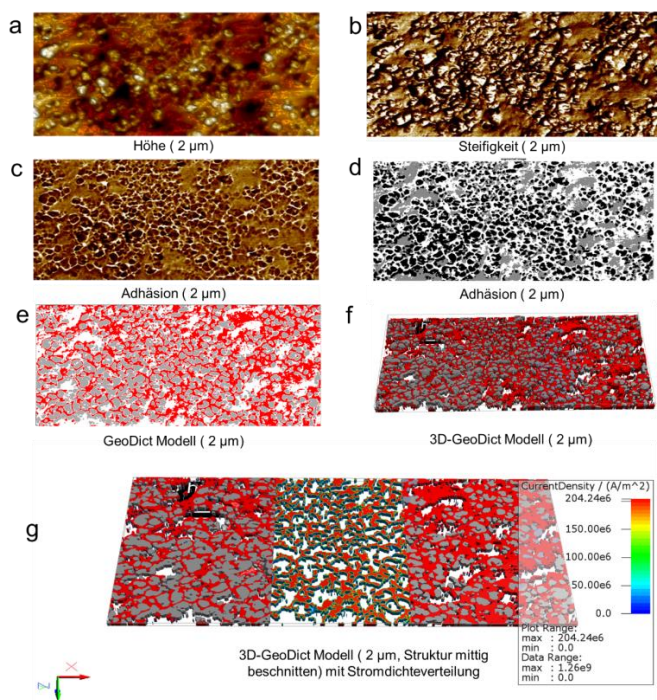 a
b
Höhe ( 2 µm)
Steifigkeit ( 2 µm)
c
d
Adhäsion ( 2 µm)
Adhäsion ( 2 µm)
e
f
GeoDict Modell ( 2 µm)
3D-GeoDict Modell ( 2 µm)
g
CurrentDensity / (A/m^2)
204.24e6
150.00e6
100.00e6
50.00e6
0.0
Plot Range:
max : 204.24e6
min : 0.0
Data Range:
max : 1.26e9
min : 0.0
3D-GeoDict Modell ( 2 µm, Struktur mittig
beschnitten) mit Stromdichteverteilung
X
Z